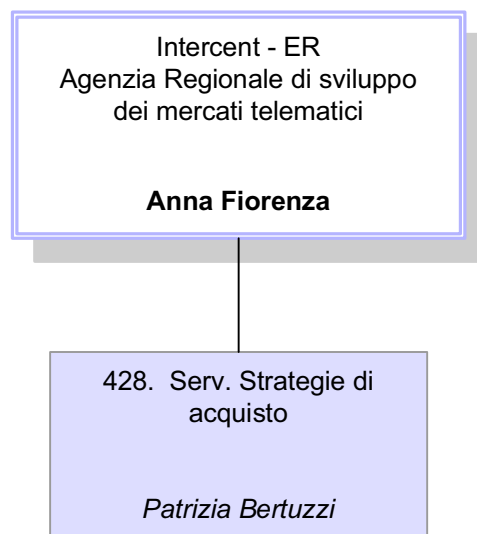 Intercent - ER
Agenzia Regionale di sviluppo
dei mercati telematici
Anna Fiorenza
428.  Serv. Strategie di
acquisto
Patrizia Bertuzzi